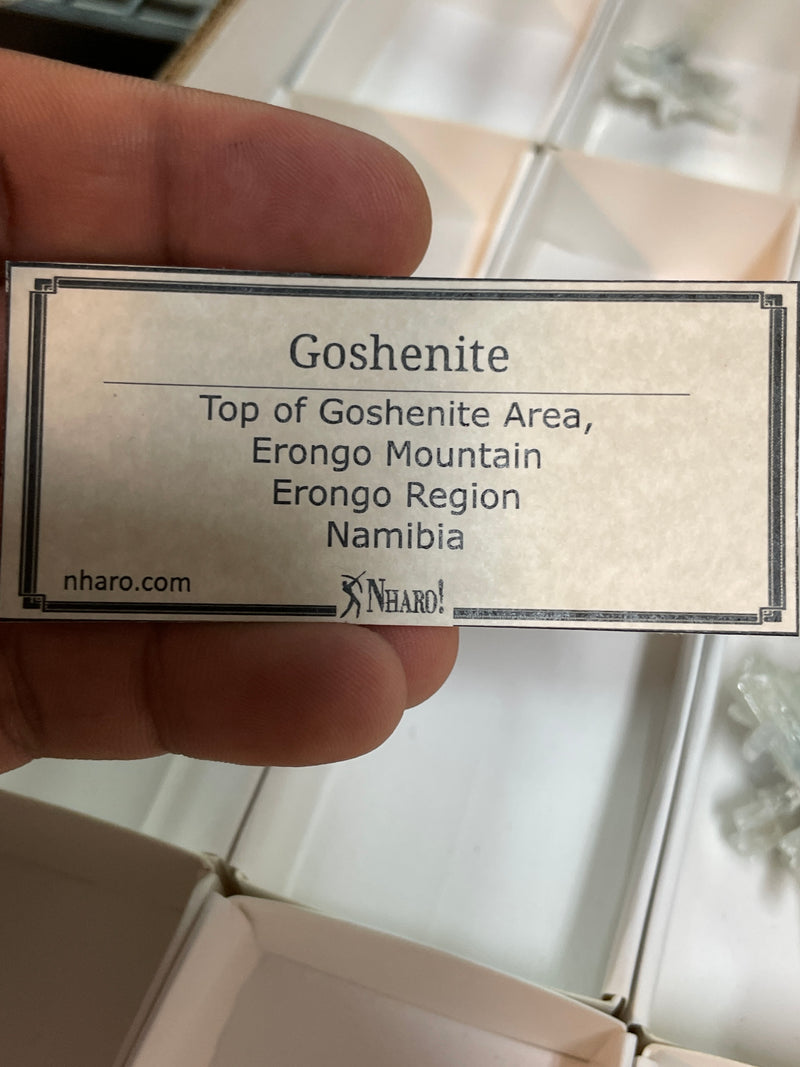 Goshenite
Top of Goshenite Area,
Erongo Mountain
Erongo Region
Namibia
nharo.com
NHARO!